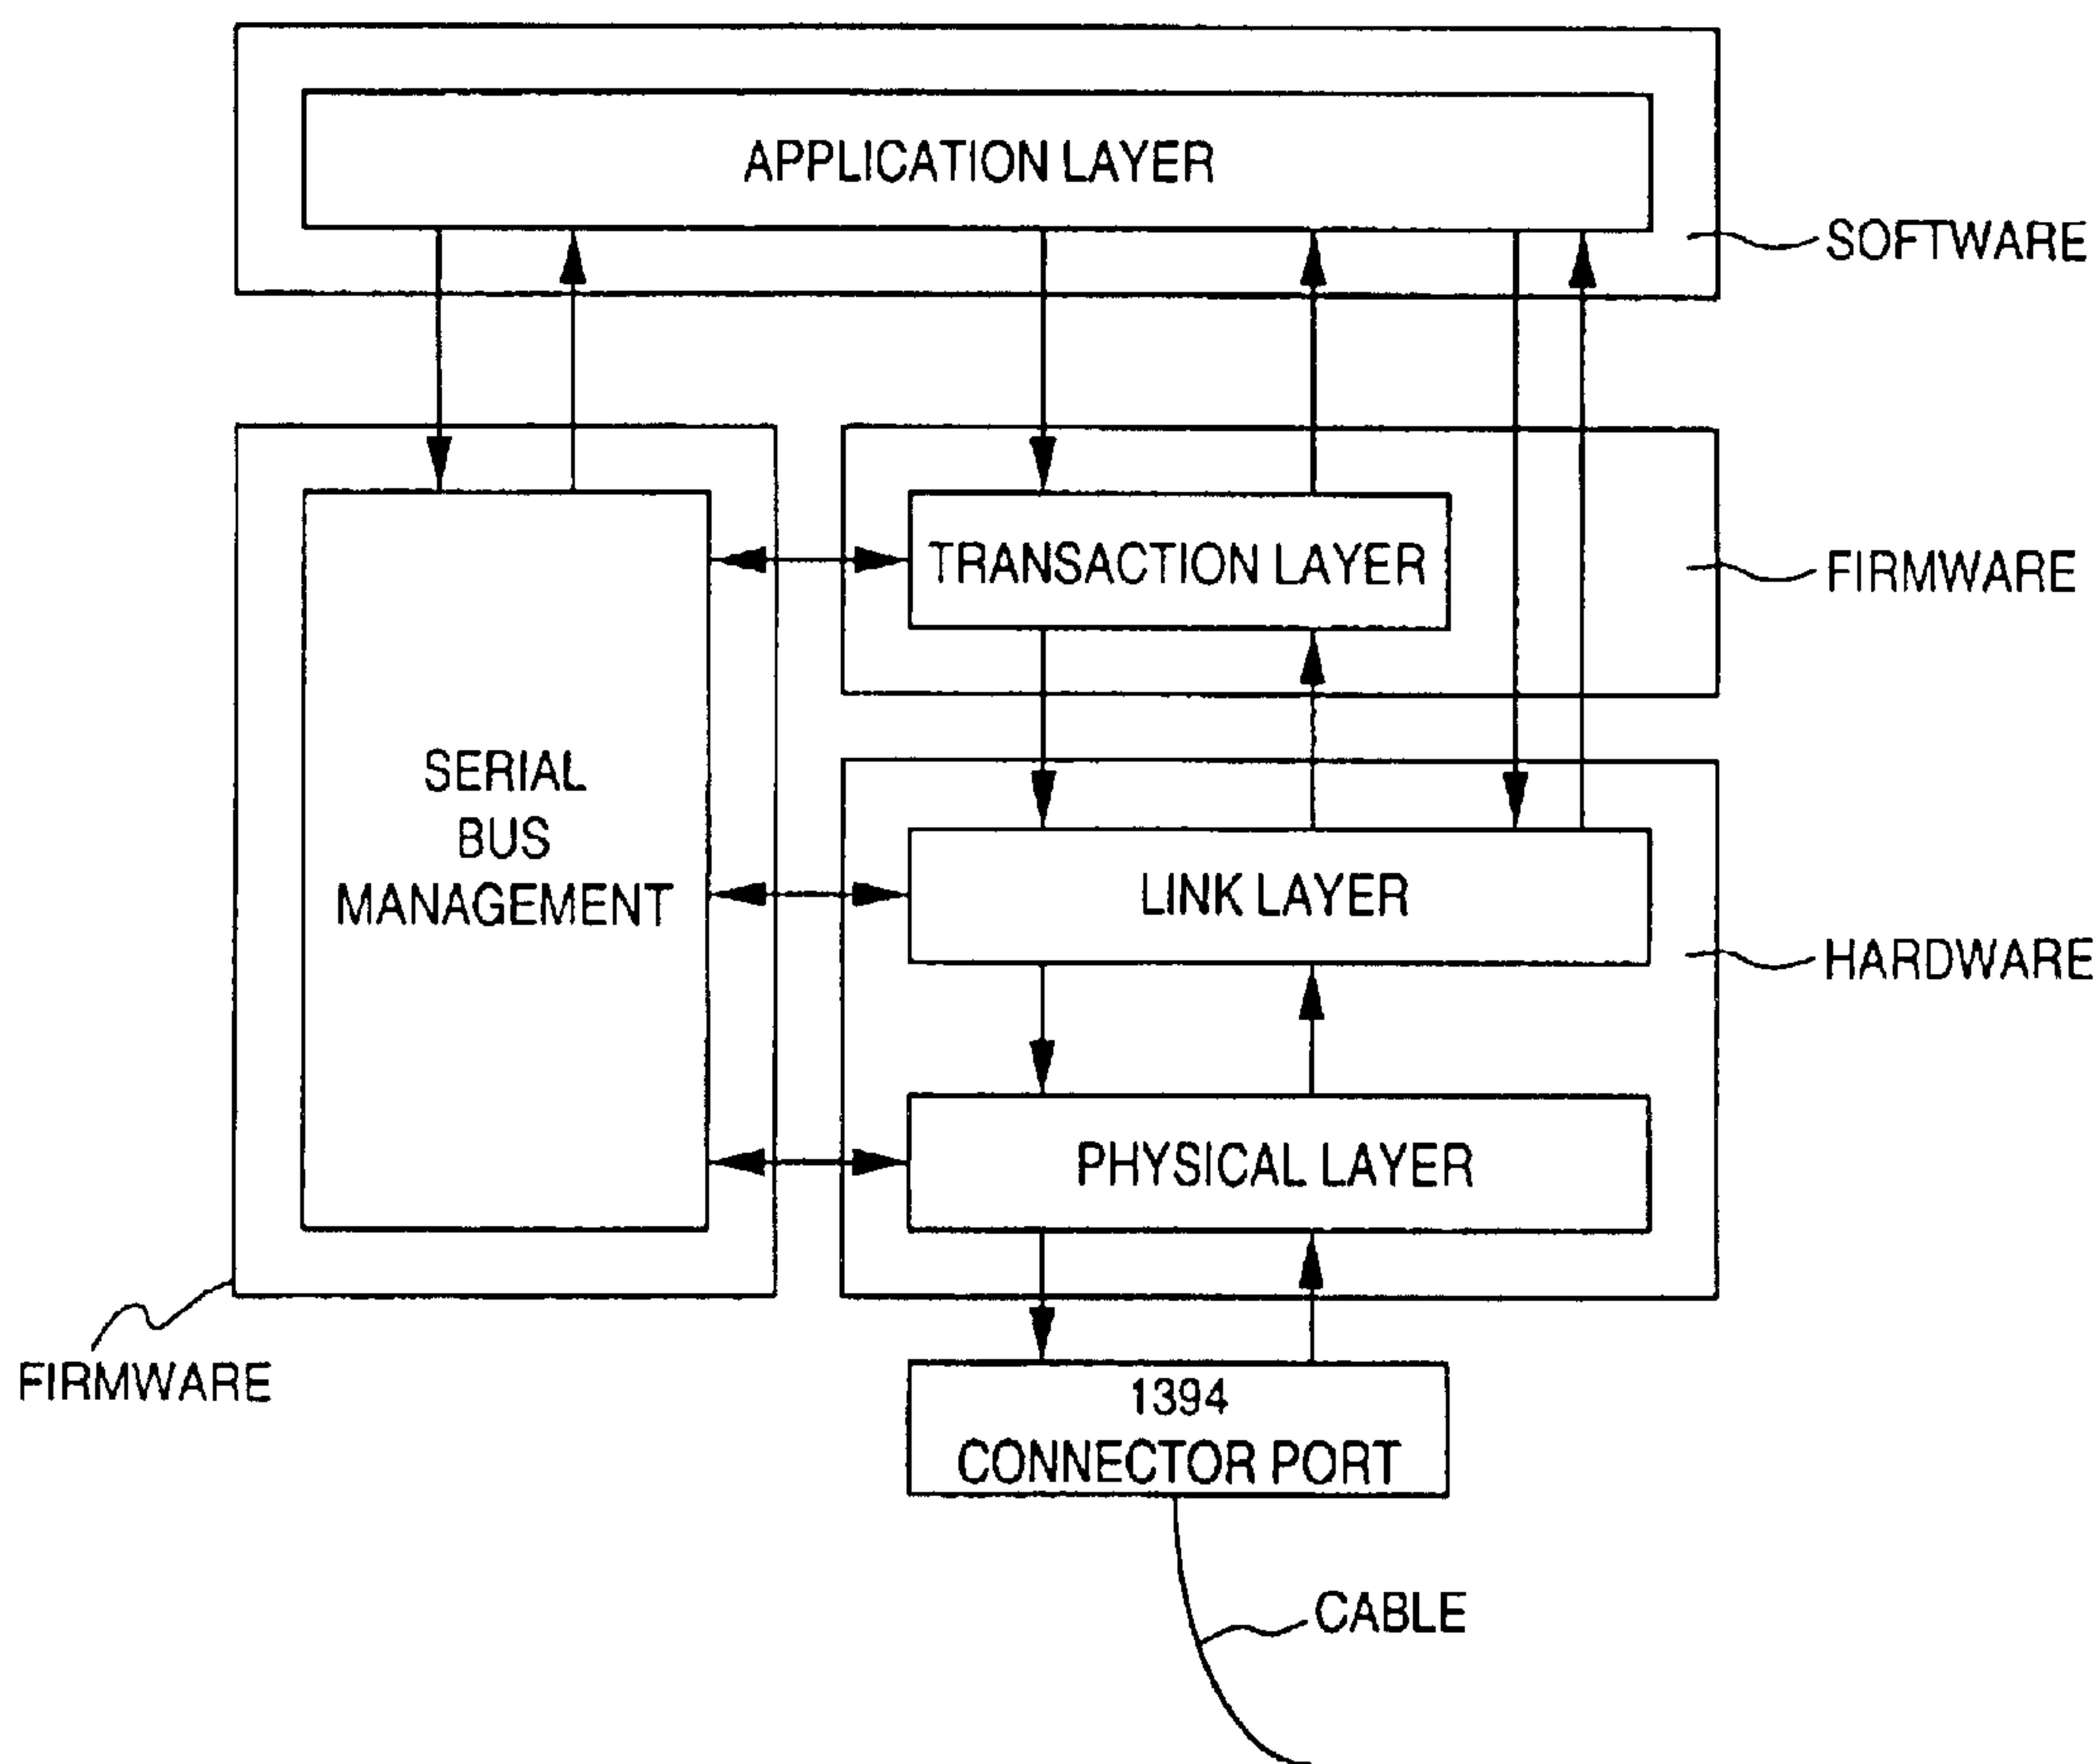 APPLICATION LAYER
SOFTWARE
TRANSACTION LAYER
FIRMWARE
SERIAL
BUS
MANAGEMENT
LINK LAYER
HARDWARE
PHYSICAL LAYER
FIRMWARE
1394
CONNECTOR PORT
CABLE